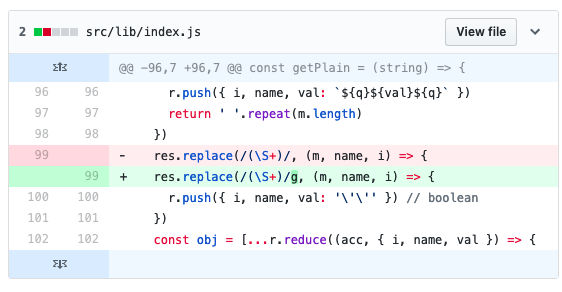 2 src/lib/index.js View file
@@ -96,7 +96,7 @@ const getPlain = (string) => {
96 96 r.push({ i, name, val: `${q}${val}${q}` })
97 97 return ' '.repeat(m.length)
98 98 })
99 - res.replace(/(\S+)/, (m, name, i) => {
99 + res.replace(/(\S+)/g, (m, name, i) => {
100 100 r.push({ i, name, val: '\'\'' }) // boolean
101 101 })
102 102 const obj = [...r.reduce((acc, { i, name, val }) => {